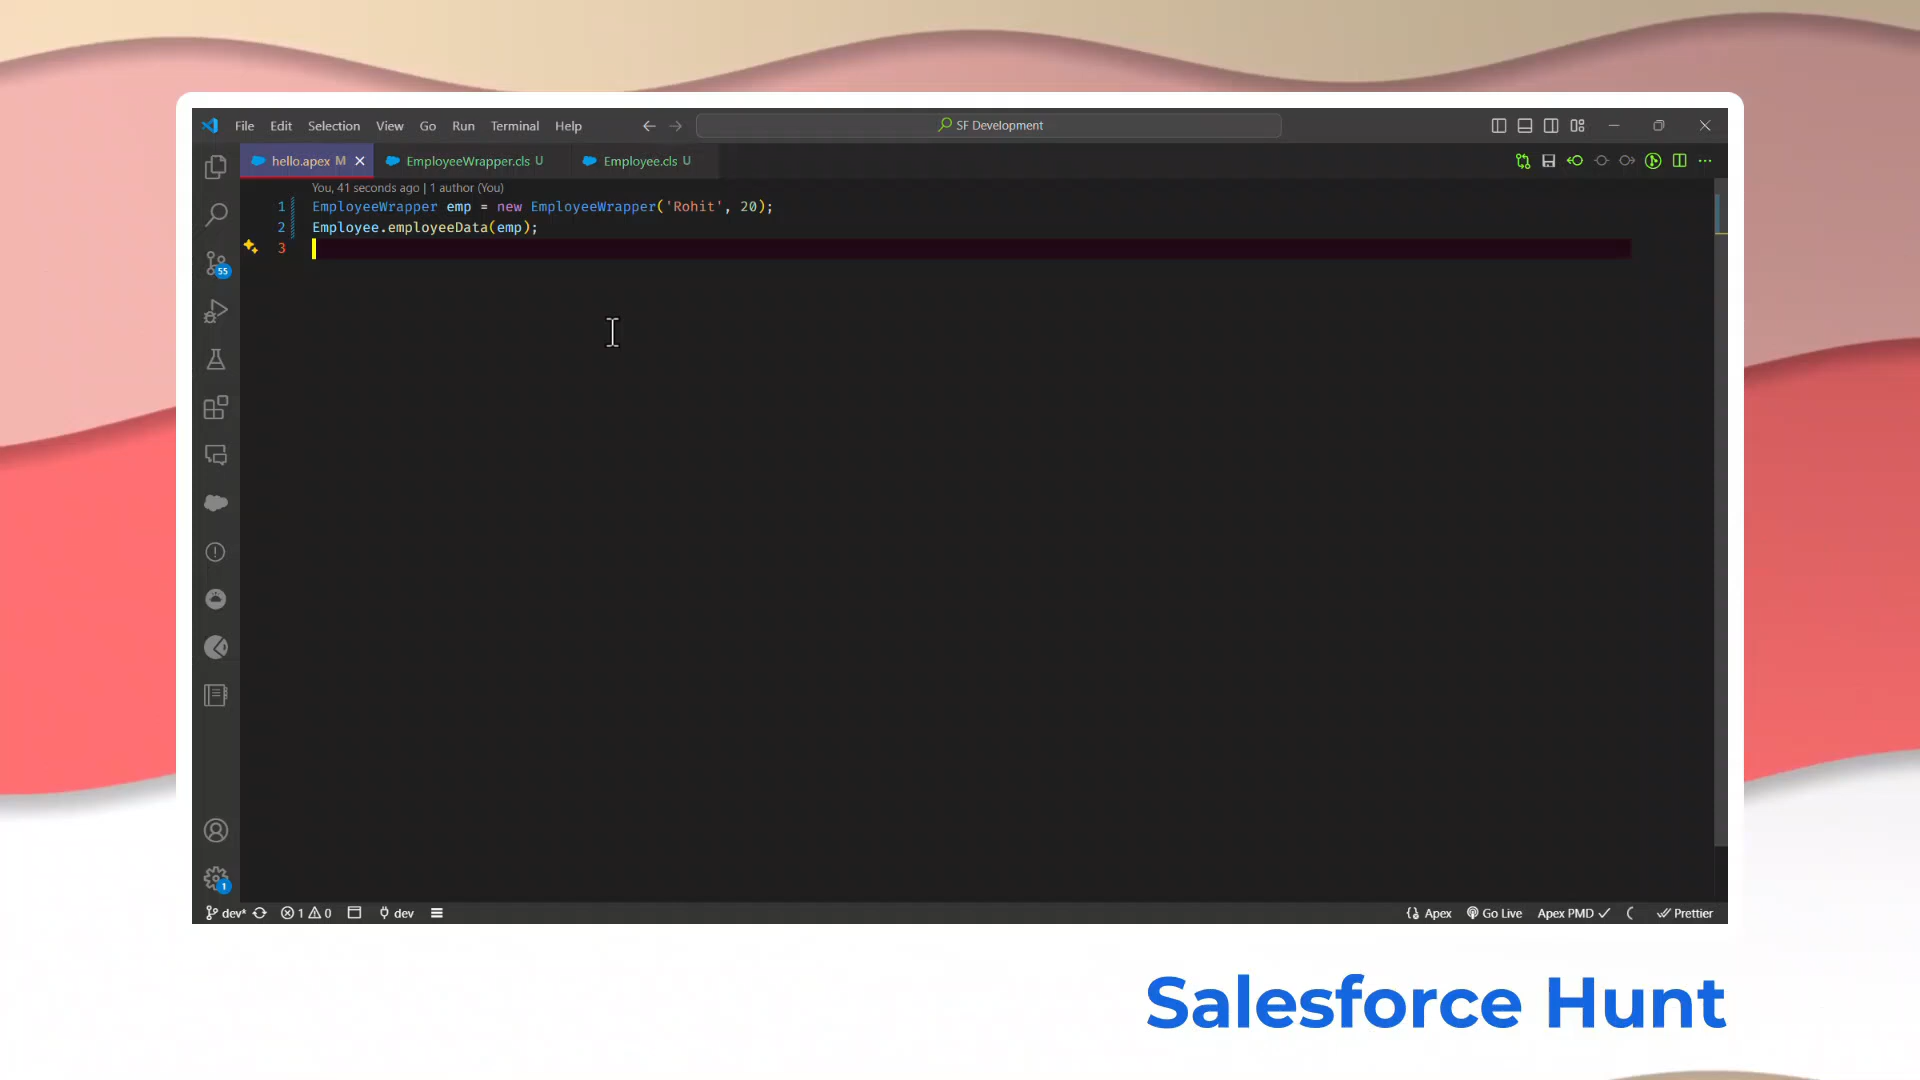 File Edit Selection View Go Run Terminal Help
SF Development
hello.apex M
EmployeeWrapper.cls U
Employee.cls U
You, 41 seconds ago | 1 author (You)
1 EmployeeWrapper emp = new EmployeeWrapper('Rohit', 20);
2 Employee.employeeData(emp);
3
55
1
dev* 1 0 dev
Apex Go Live Apex PMD Prettier
Salesforce Hunt